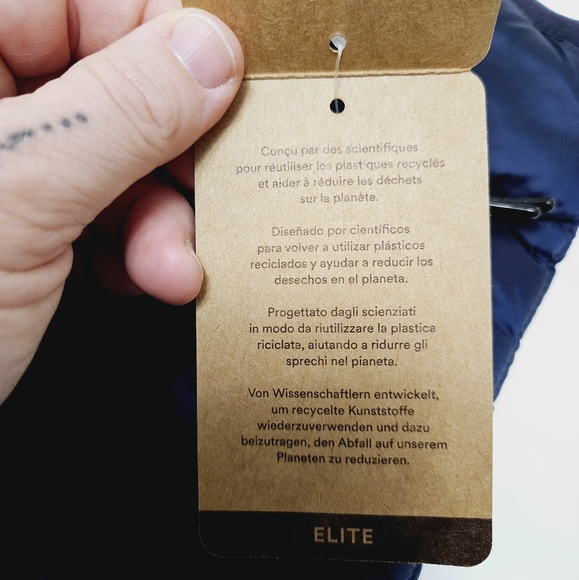 Conçu par des scientifiques
pour réutiliser les plastiques recyclés
et aider à réduire les déchets
sur la planète.
Diseñado por científicos
para volver a utilizar plásticos
reciclados y ayudar a reducir los
desechos en el planeta.
Progettato dagli scienziati
in modo da riutilizzare la plastica
riciclata, aiutando a ridurre gli
sprechi nel pianeta.
Von Wissenschaftlern entwickelt,
um recycelte Kunststoffe
wiederzuverwenden und dazu
beizutragen, den Abfall auf unserem
Planeten zu reduzieren.
ELITE